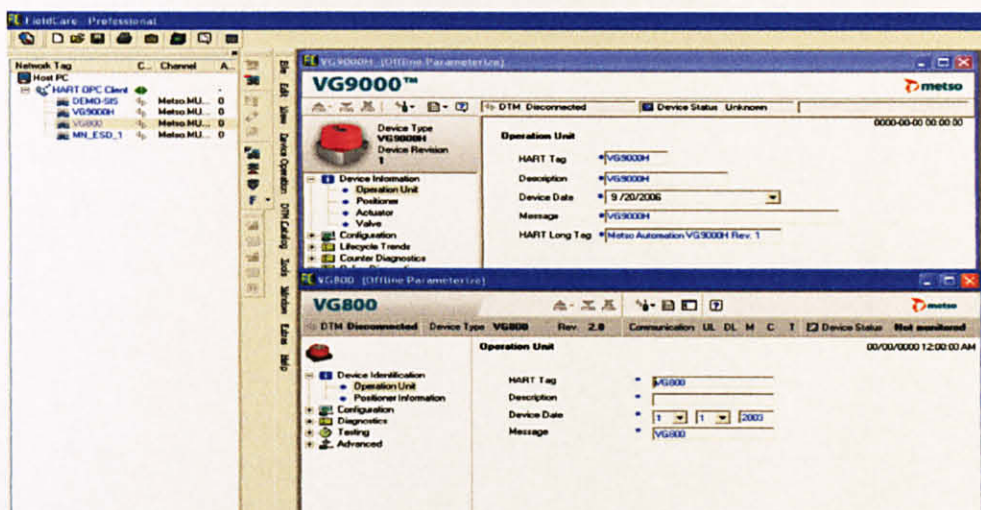 FieldCare - Professional
Network Tag C... Channel A...
Host PC
HART OPC Client -
DEMO-SIS Metso MU... 0
VG9000H Metso MU... 0
VG800 Metso MU... 0
MN_ESD_1 Metso MU... 0
File Edit View Device Operation DTM Catalog Tools Window Extras Help
VG9000H (Offline Parameterize)
VG9000™ metso
DTM Disconnected Device Status Unknown
0000-00-00 00:00:00
Device Type
VG9000H
Device Revision
1
Device Information
Operation Unit
Positioner
Actuator
Valve
Configuration
Lifecycle Trends
Counter Diagnostics
Operation Unit
HART Tag VG9000H
Description VG9000H
Device Date 9 /20/2006
Message VG9000H
HART Long Tag Metso Automation VG9000H Rev. 1
VG800 (Offline Parameterize)
VG800 metso
DTM Disconnected Device Type VG800 Rev. 2.0 Communication UL DL M C T Device Status Not monitored
00/00/0000 12:00:00 AM
Device Identification
Operation Unit
Positioner Information
Configuration
Diagnostics
Testing
Advanced
Operation Unit
HART Tag VG800
Description
Device Date 1 1 2003
Message VG800